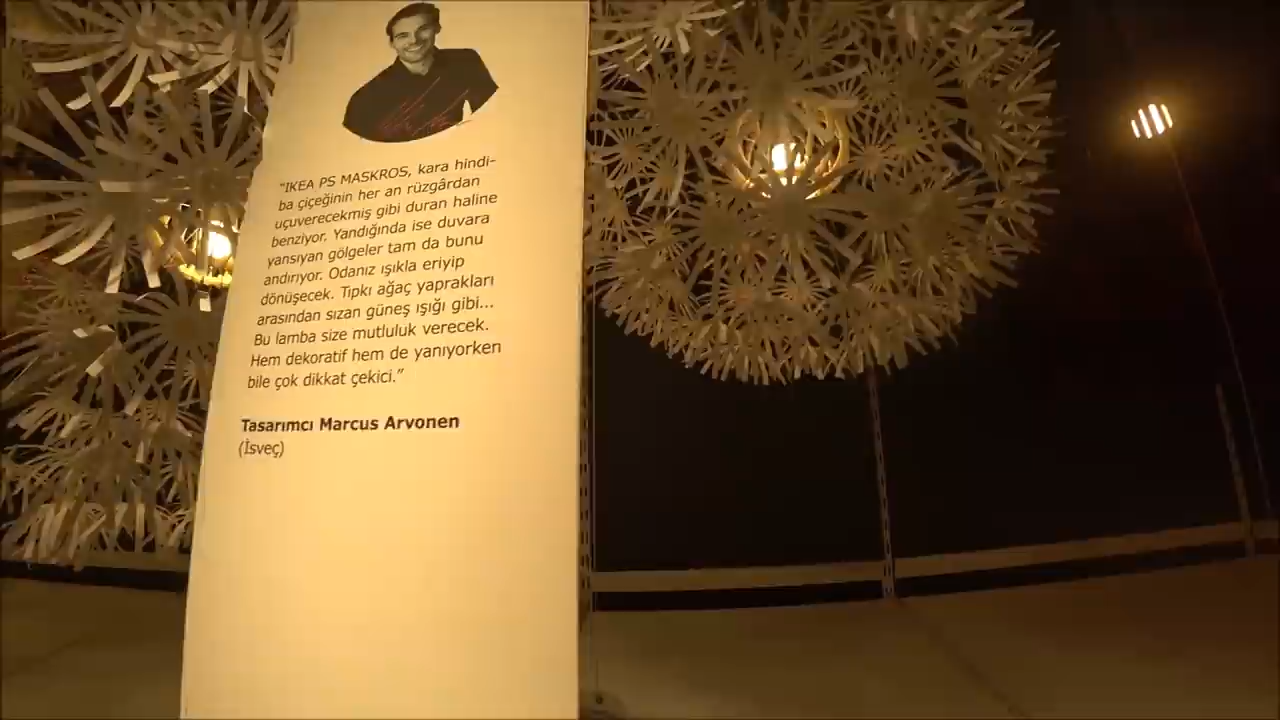 "IKEA PS MASKROS, kara hindi-
ba çiçeğinin her an rüzgârdan
uçuverecekmiş gibi duran haline
benziyor. Yandığında ise duvara
yansıyan gölgeler tam da bunu
andırıyor. Odanız ışıkla eriyip
dönüşecek. Tıpkı ağaç yaprakları
arasından sızan güneş ışığı gibi...
Bu lamba size mutluluk verecek.
Hem dekoratif hem de yanıyorken
bile çok dikkat çekici."
Tasarımcı Marcus Arvonen
(İsveç)